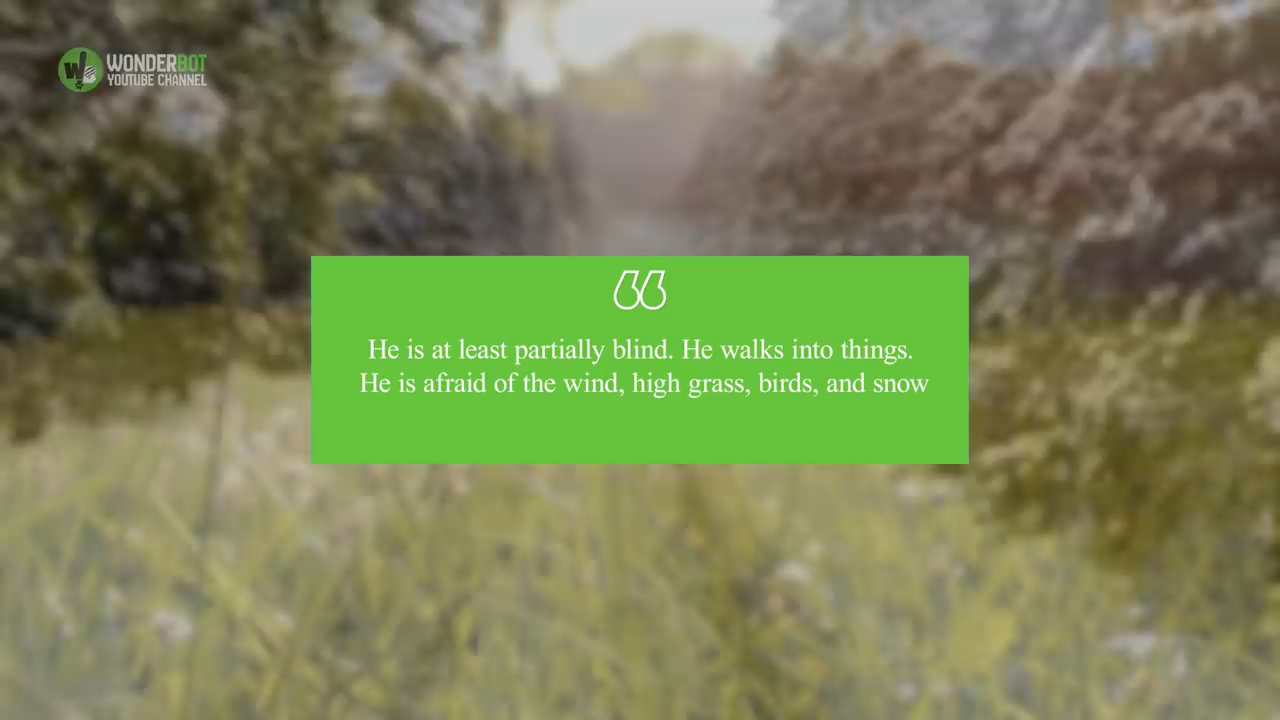 WONDERBOT
YOUTUBE CHANNEL
He is at least partially blind. He walks into things.
He is afraid of the wind, high grass, birds, and snow